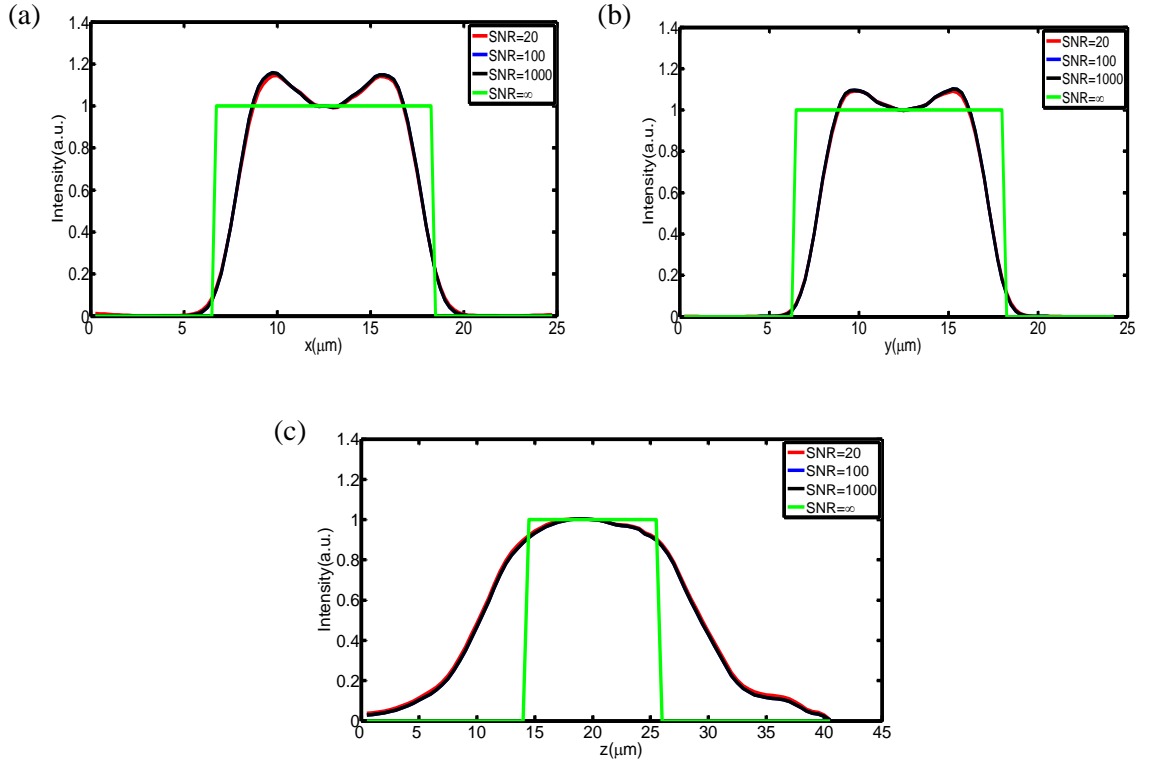 (a)
1.4
1.2
1
0.8
0.6
0.4
0.2
0
Intensity(a.u.)
0 5 10 15 20 25
x(μm)
SNR=20
SNR=100
SNR=1000
SNR=∞
(b)
1.4
1.2
1
0.8
0.6
0.4
0.2
0
Intensity(a.u.)
0 5 10 15 20 25
y(μm)
SNR=20
SNR=100
SNR=1000
SNR=∞
(c)
1.4
1.2
1
0.8
0.6
0.4
0.2
0
Intensity(a.u.)
0 5 10 15 20 25 30 35 40 45
z(μm)
SNR=20
SNR=100
SNR=1000
SNR=∞